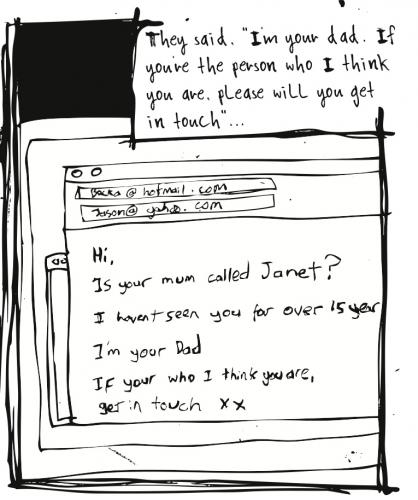 They said. "I'm your dad. If
you're the person who I think
you are. please will you get
in touch"...
Becka@hotmail.com
Jason@yahoo.com
Hi,
Is your mum called Janet?
I havent seen you for over 15 year
I'm your Dad
If your who I think you are,
get in touch xx